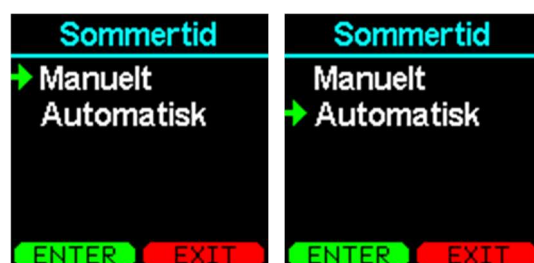 Sommertid
Manuelt
Automatisk
ENTER EXIT
Sommertid
Manuelt
Automatisk
ENTER EXIT